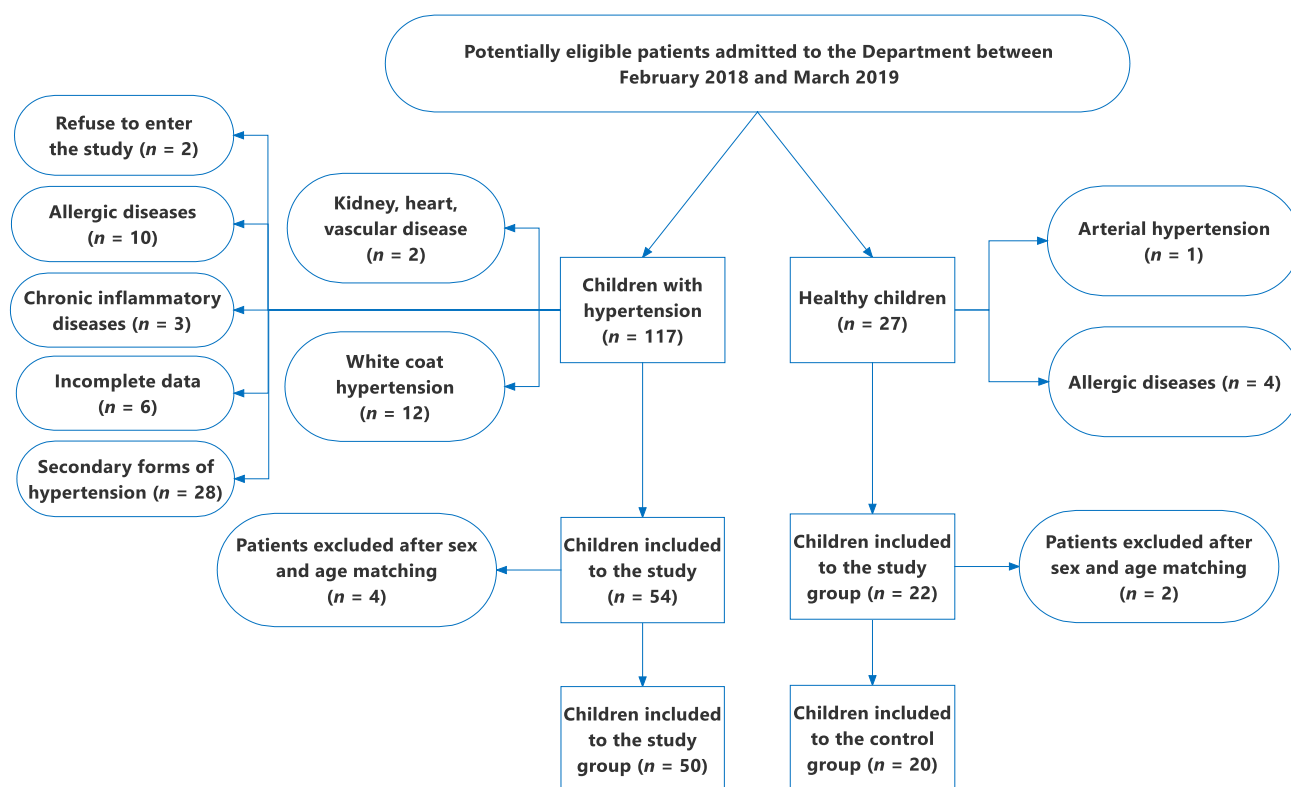 Potentially eligible patients admitted to the Department between
February 2018 and March 2019
Refuse to enter
the study (n = 2)
Allergic diseases
(n = 10)
Chronic inflammatory
diseases (n = 3)
Incomplete data
(n = 6)
Secondary forms of
hypertension (n = 28)
Kidney, heart,
vascular disease
(n = 2)
White coat
hypertension
(n = 12)
Children with
hypertension
(n = 117)
Healthy children
(n = 27)
Arterial hypertension
(n = 1)
Allergic diseases (n = 4)
Patients excluded after sex
and age matching
(n = 4)
Children included
to the study
(n = 54)
Children included
to the study
group (n = 22)
Patients excluded after
sex and age matching
(n = 2)
Children included
to the study
group (n = 50)
Children included
to the control
group (n = 20)